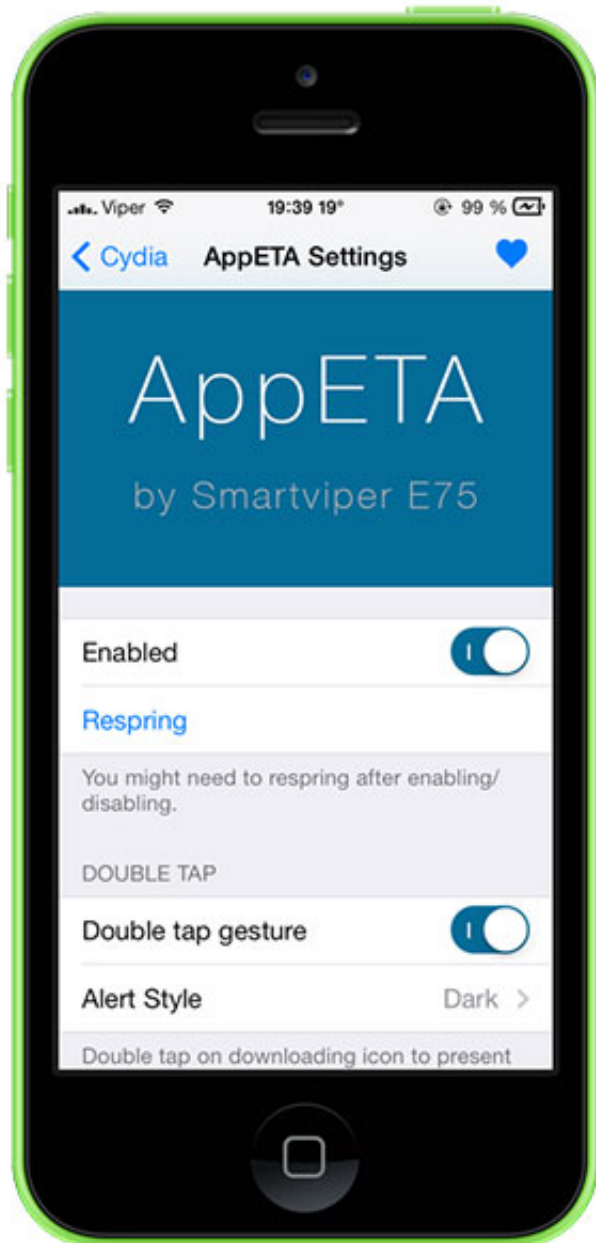 Viper 19:39 19° 99 %
Cydia AppETA Settings
AppETA
by Smartviper E75
Enabled
Respring
You might need to respring after enabling/
disabling.
DOUBLE TAP
Double tap gesture
Alert Style Dark >
Double tap on downloading icon to present